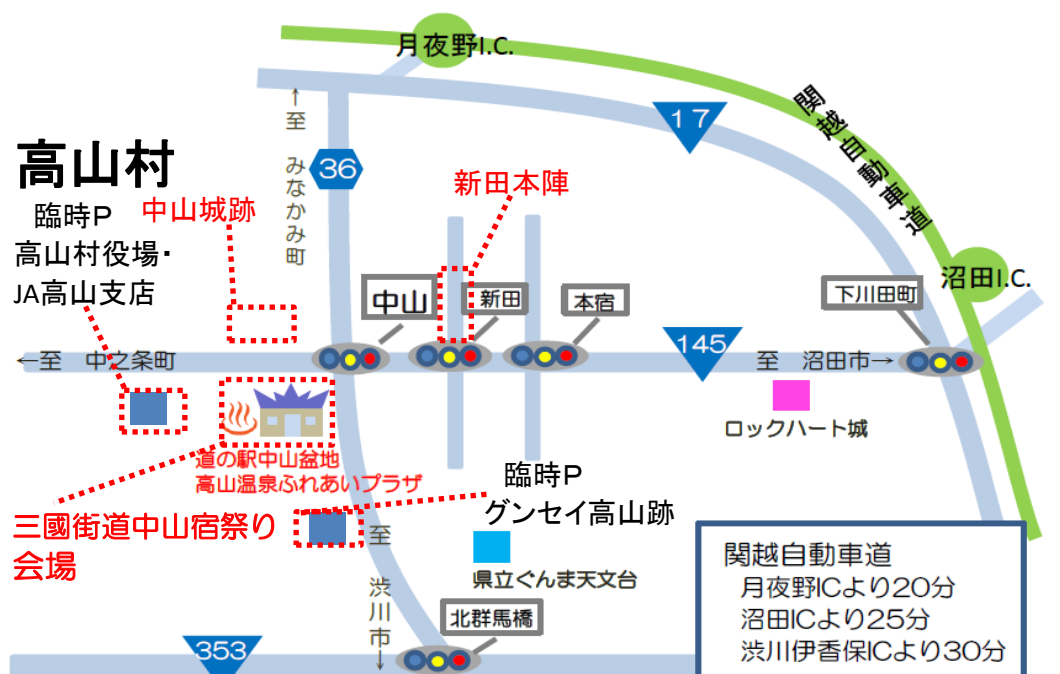 月夜野I.C.
関越自動車道
17
←至 みなかみ町
36
高山村
臨時P
高山村役場・
JA高山支店
中山城跡
新田本陣
沼田I.C.
中山
新田
本宿
下川田町
←至 中之条町
145
至 沼田市→
ロックハート城
道の駅中山盆地
高山温泉ふれあいプラザ
三國街道中山宿祭り
会場
臨時P
グンセイ高山跡
至 渋川市→
県立ぐんま天文台
北群馬橋
353
関越自動車道
月夜野ICより20分
沼田ICより25分
渋川伊香保ICより30分